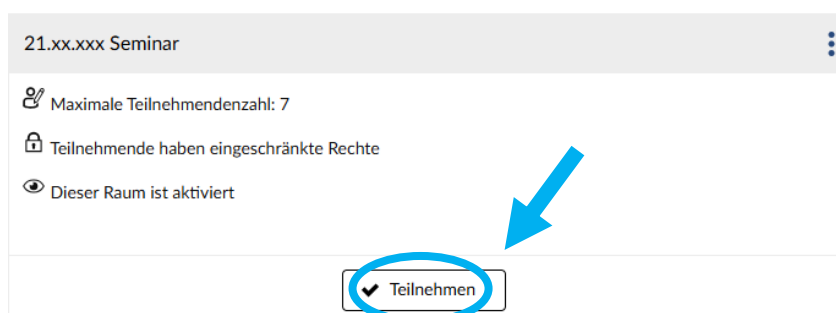 21.xx.xxx Seminar
Maximale Teilnehmendenzahl: 7
Teilnehmende haben eingeschränkte Rechte
Dieser Raum ist aktiviert
Teilnehmen